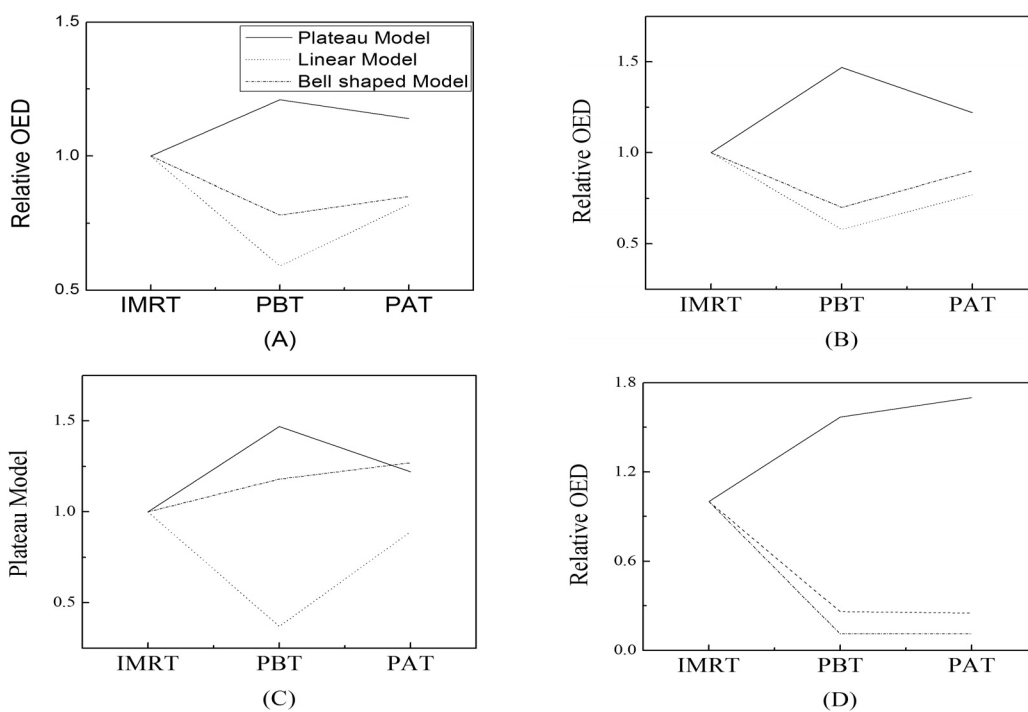 1.5
Plateau Model
Linear Model
Bell shaped Model
1.0
0.5
Relative OED
IMRT PBT PAT
(A)
1.5
1.0
0.5
Relative OED
IMRT PBT PAT
(B)
1.5
1.0
0.5
Plateau Model
IMRT PBT PAT
(C)
1.8
1.2
0.6
0.0
Relative OED
IMRT PBT PAT
(D)